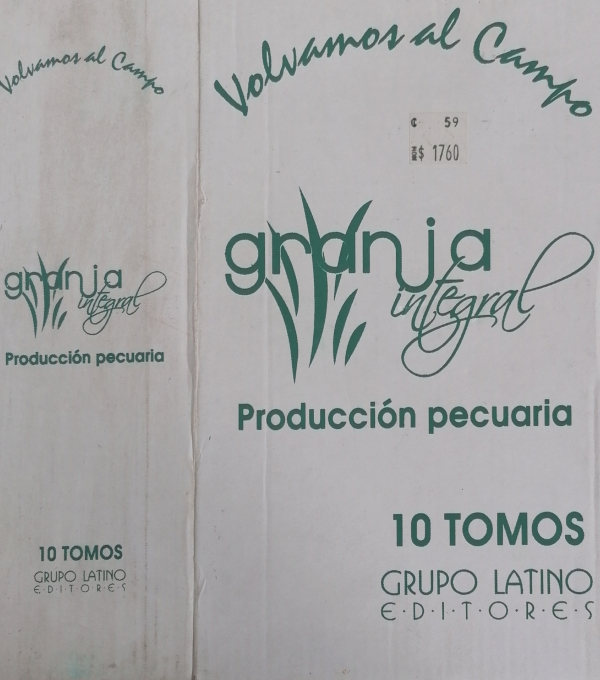 Volvamos al Campo
granja
integral
Producción pecuaria
10 TOMOS
GRUPO LATINO
E·D·I·T·O·R·E·S
Volvamos al Campo
¢ 59
$ 1760
granja
integral
Producción pecuaria
10 TOMOS
GRUPO LATINO
E·D·I·T·O·R·E·S